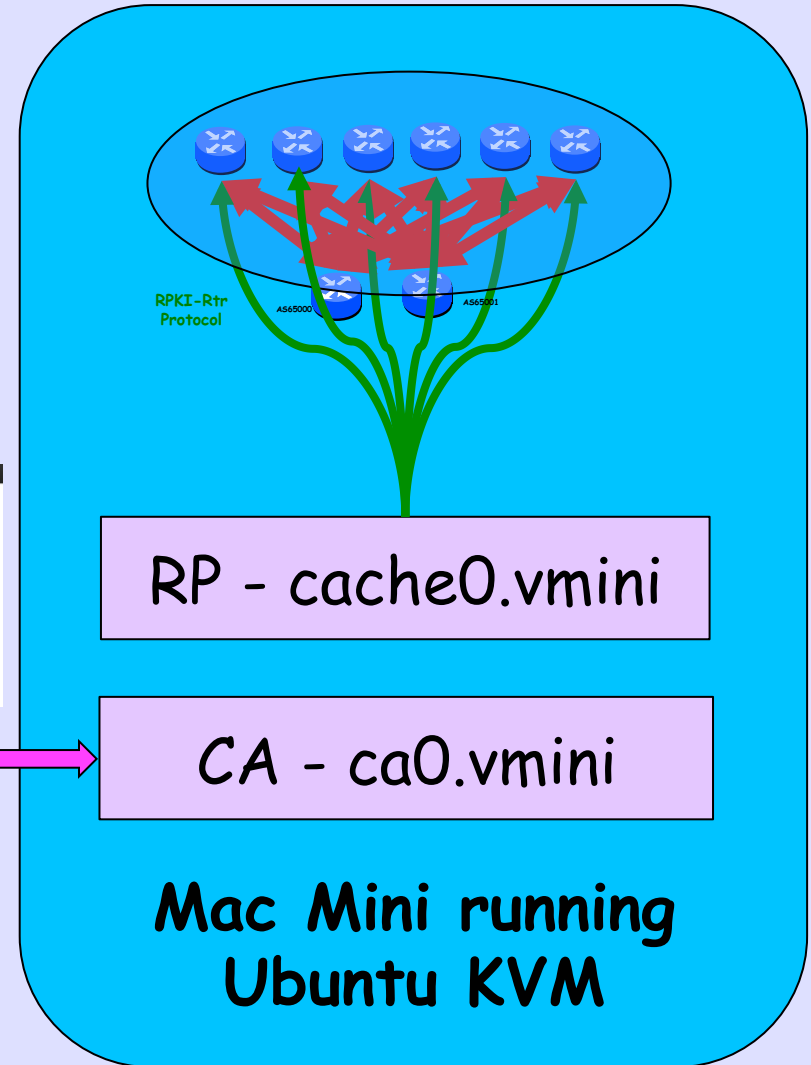 RPKI-Rtr
Protocol
AS65000
AS65001
RP - cache0.vmini
CA - ca0.vmini
Mac Mini running
Ubuntu KVM